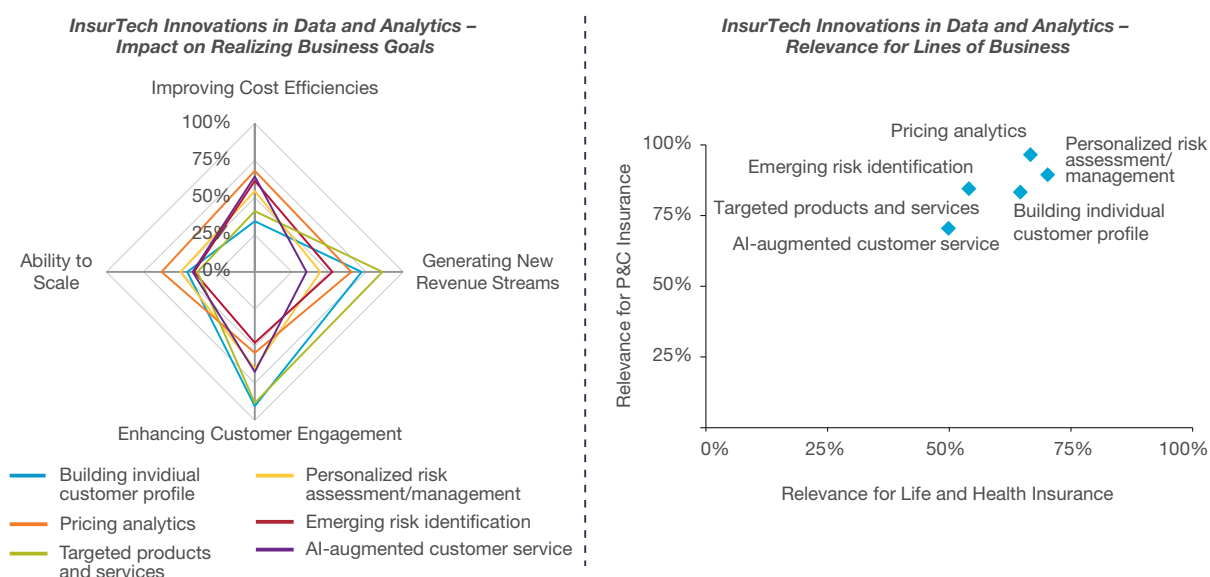 InsurTech Innovations in Data and Analytics –
Impact on Realizing Business Goals
Improving Cost Efficiencies
100%
75%
50%
25%
0%
Ability to
Scale
Generating New
Revenue Streams
Enhancing Customer Engagement
Building invidiual
customer profile
Pricing analytics
Targeted products
and services
Personalized risk
assessment/management
Emerging risk identification
AI-augmented customer service
InsurTech Innovations in Data and Analytics –
Relevance for Lines of Business
Relevance for P&C Insurance
100%
75%
50%
25%
Pricing analytics
Personalized risk
assessment/
management
Emerging risk identification
Targeted products and services
Building individual
customer profile
AI-augmented customer service
0%
25%
50%
75%
100%
Relevance for Life and Health Insurance